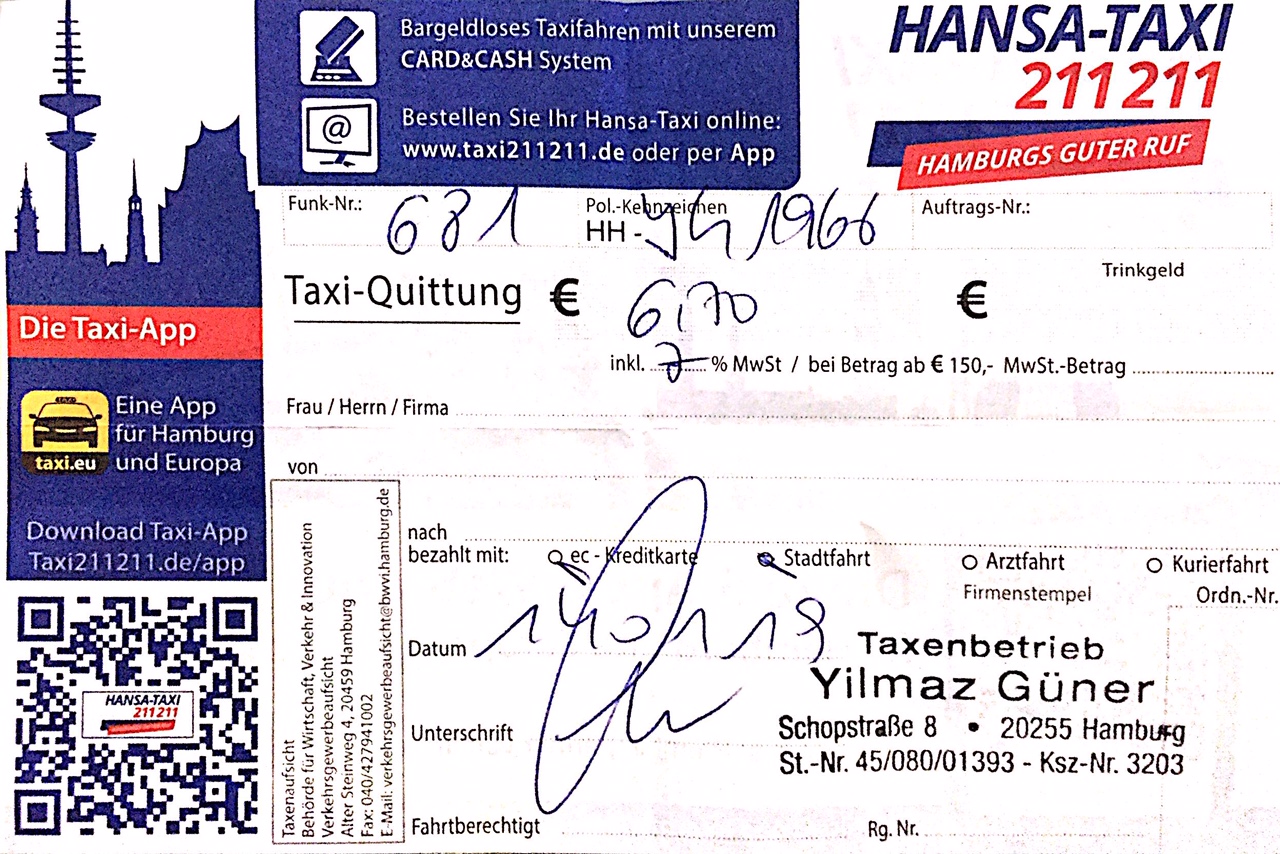 Bargeldloses Taxifahren mit unserem
CARD&CASH System
@
Bestellen Sie Ihr Hansa-Taxi online:
www.taxi211211.de oder per App
HANSA-TAXI
211 211
HAMBURGS GUTER RUF
Funk-Nr.: 681
Pol.-Kennzeichen
HH - 1966
Auftrags-Nr.:
Taxi-Quittung € 6,70
€ Trinkgeld
inkl. 7 % MwSt / bei Betrag ab € 150,- MwSt.-Betrag
Frau / Herrn / Firma
von
nach
bezahlt mit: ec - Kreditkarte Stadtfahrt Arztfahrt Kurierfahrt
Firmenstempel Ordn.-Nr.
Datum
Unterschrift
Fahrtberechtigt
Rg. Nr.
Taxenbetrieb
Yilmaz Güner
Schopstraße 8 • 20255 Hamburg
St.-Nr. 45/080/01393 - Ksz-Nr. 3203
Taxenaufsicht
Behörde für Wirtschaft, Verkehr & Innovation
Verkehrsgewerbeaufsicht
Alter Steinweg 4, 20459 Hamburg
Fax: 040/427941002
E-Mail: verkehrsgewerbeaufsicht@bwvi.hamburg.de
Die Taxi-App
taxi.eu
Eine App
für Hamburg
und Europa
Download Taxi-App
Taxi211211.de/app
HANSA-TAXI
211 211